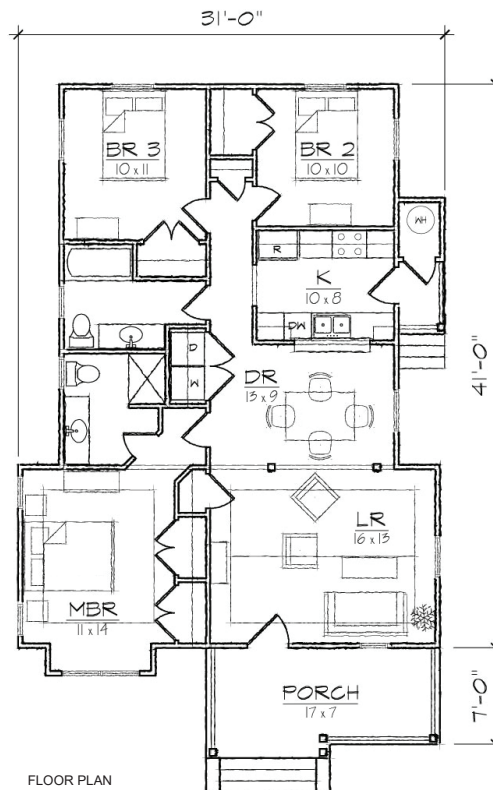 31'-0"
BR 3
10 x 11
BR 2
10 x 10
WH
R
K
10 x 8
DW
D
W
DR
13 x 9
41'-0"
LR
16 x 13
MBR
11 x 14
PORCH
17 x 7
7'-0"
FLOOR PLAN